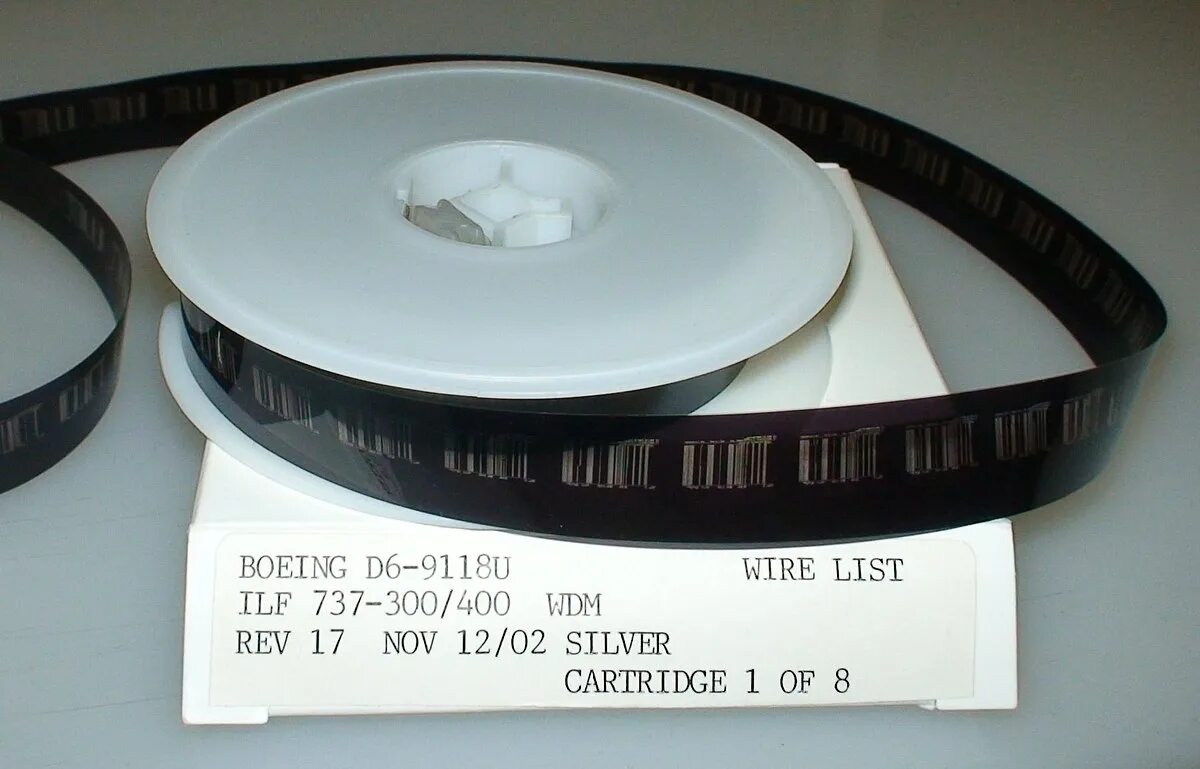 BOEING D6-9118U WIRE LIST
ILF 737-300/400 WDM
REV 17 NOV 12/02 SILVER
CARTRIDGE 1 OF 8